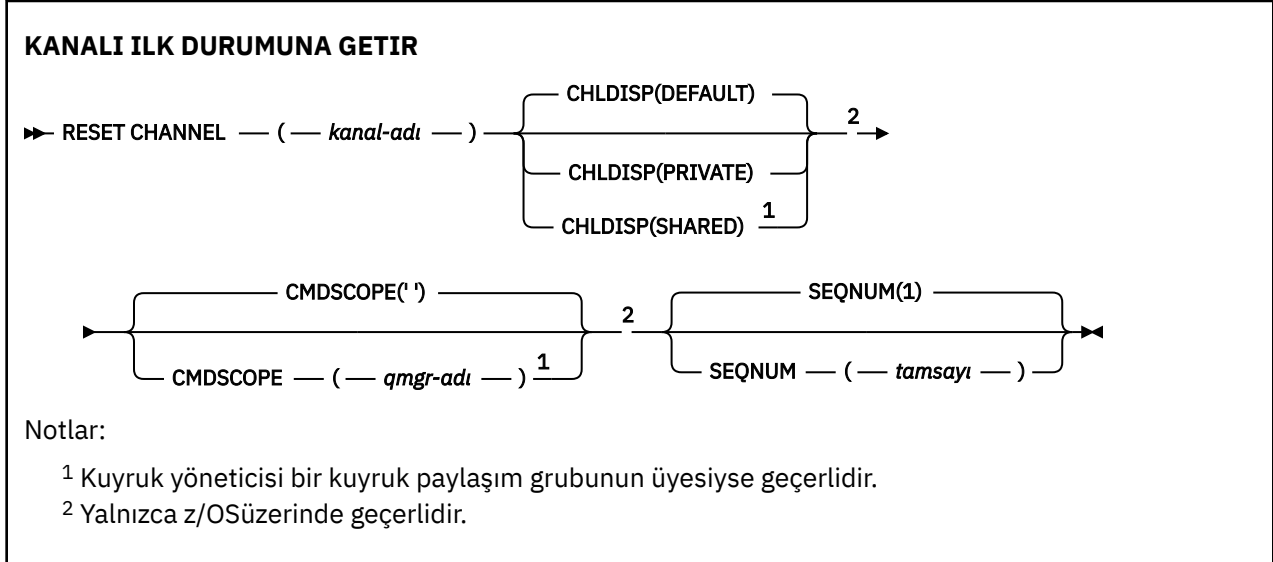 KANALI ILK DURUMUNA GETIR
CHLDISP(DEFAULT)
RESET CHANNEL ( kanal-adı ) 2
CHLDISP(PRIVATE)
CHLDISP(SHARED) 1
CMDSCOPE(' ') SEQNUM(1)
2
CMDSCOPE ( qmgr-adı ) 1 SEQNUM ( tamsayı )
Notlar:
1 Kuyruk yöneticisi bir kuyruk paylaşım grubunun üyesiyse geçerlidir.
2 Yalnızca z/OSüzerinde geçerlidir.